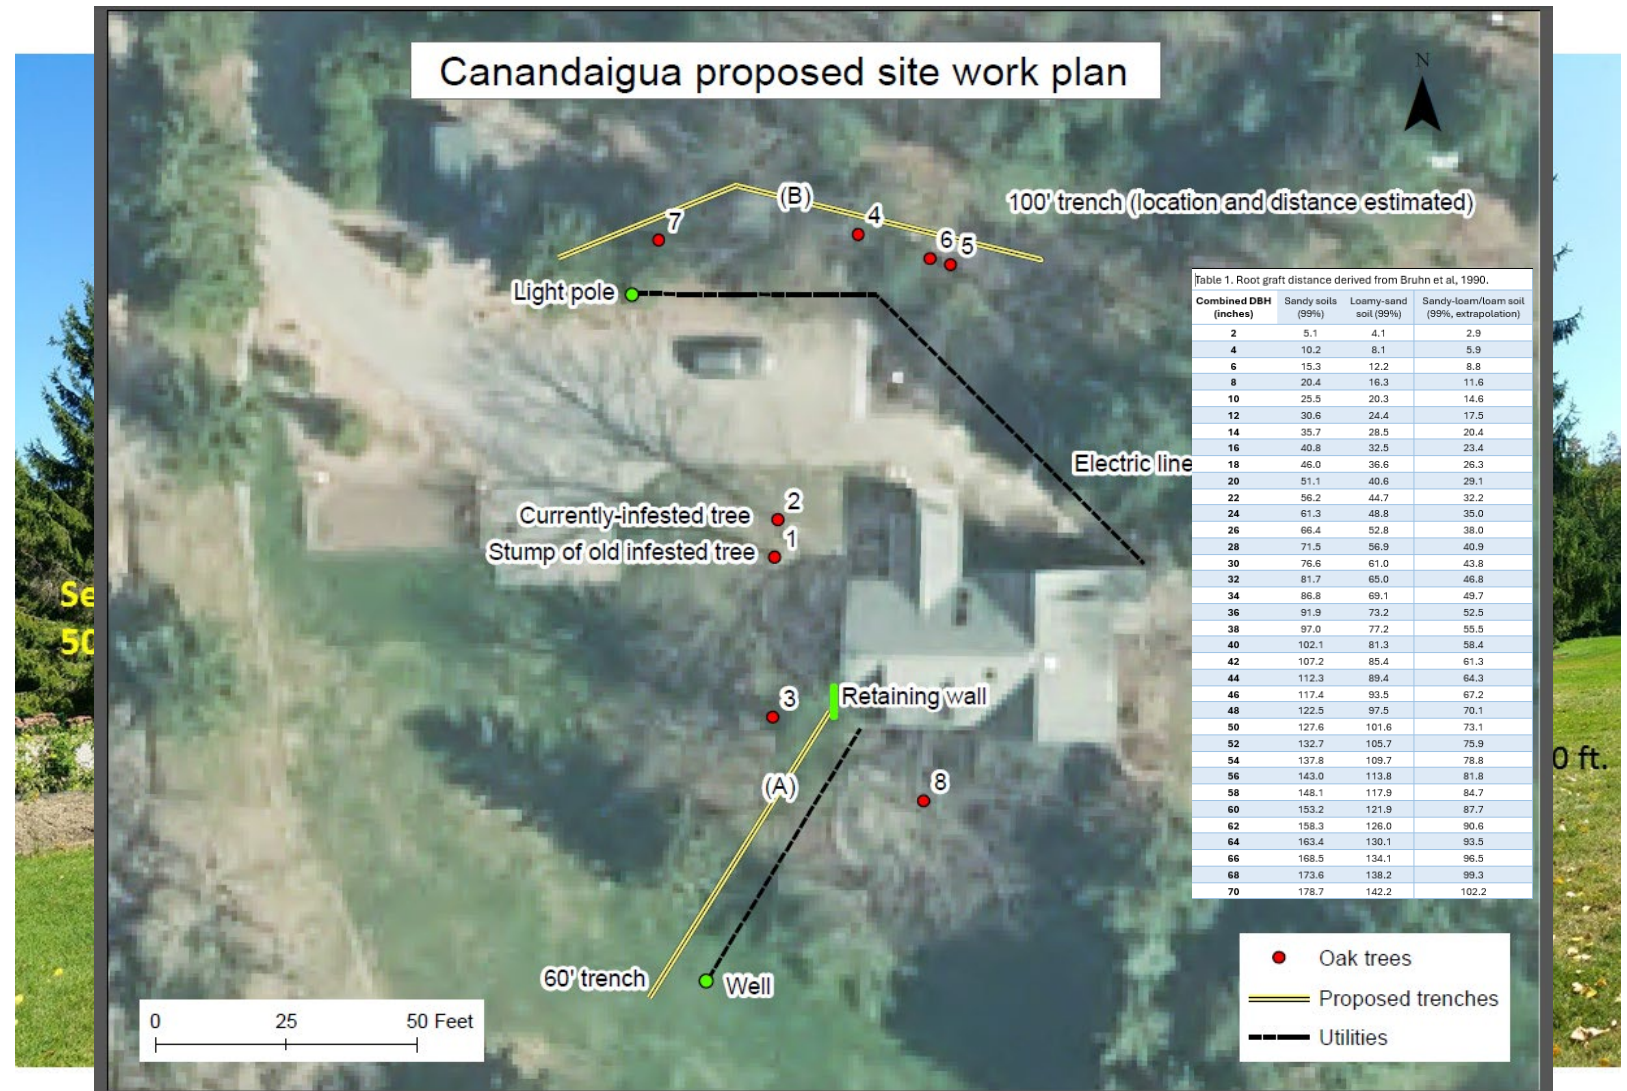 Canandaigua proposed site work plan
N
(B)
100' trench (location and distance estimated)
7
4
6 5
Light pole
Electric line
2
Currently-infested tree
1
Stump of old infested tree
3
Retaining wall
(A)
8
60' trench
Well
0 25 50 Feet
Oak trees
Proposed trenches
Utilities
Table 1. Root graft distance derived from Bruhn et al, 1990.
Combined DBH (inches) Sandy soils (99%) Loamy-sand soil (99%) Sandy-loam/loam soil (99%, extrapolation)
2 5.1 4.1 2.9
4 10.2 8.1 5.9
6 15.3 12.2 8.8
8 20.4 16.3 11.6
10 25.5 20.3 14.6
12 30.6 24.4 17.5
14 35.7 28.5 20.4
16 40.8 32.5 23.4
18 46.0 36.6 26.3
20 51.1 40.6 29.1
22 56.2 44.7 32.2
24 61.3 48.8 35.0
26 66.4 52.8 38.0
28 71.5 56.9 40.9
30 76.6 61.0 43.8
32 81.7 65.0 46.8
34 86.8 69.1 49.7
36 91.9 73.2 52.5
38 97.0 77.2 55.5
40 102.1 81.3 58.4
42 107.2 85.4 61.3
44 112.3 89.4 64.3
46 117.4 93.5 67.2
48 122.5 97.5 70.1
50 127.6 101.6 73.1
52 132.7 105.7 75.9
54 137.8 109.7 78.8
56 143.0 113.8 81.8
58 148.1 117.9 84.7
60 153.2 121.9 87.7
62 158.3 126.0 90.6
64 163.4 130.1 93.5
66 168.5 134.1 96.5
68 173.6 138.2 99.3
70 178.7 142.2 102.2
Se
50
0 ft.